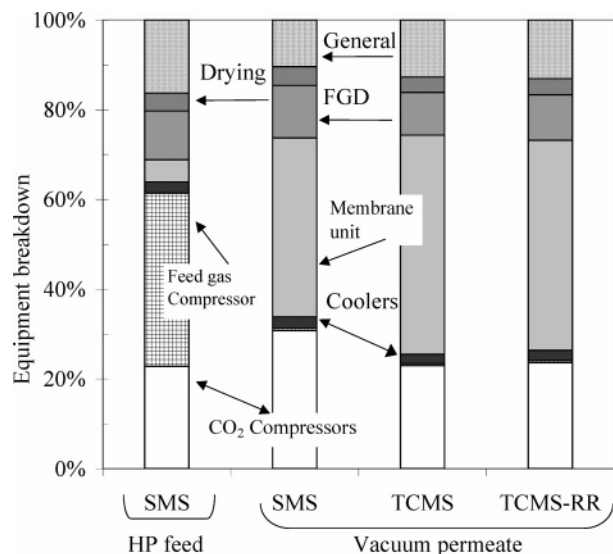 100%
80%
60%
40%
20%
0%
Equipment breakdown
General
Drying
FGD
Membrane
unit
Feed gas
Compressor
Coolers
CO₂ Compressors
SMS SMS TCMS TCMS-RR
HP feed Vacuum permeate